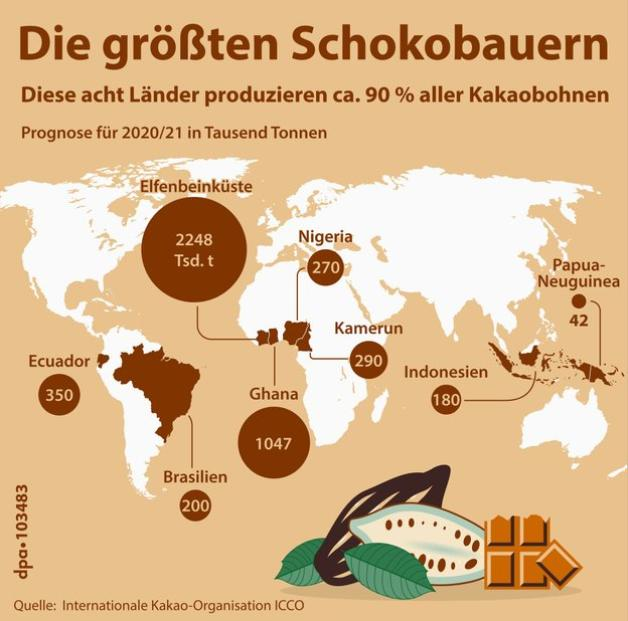 Die größten Schokobauern
Diese acht Länder produzieren ca. 90 % aller Kakaobohnen
Prognose für 2020/21 in Tausend Tonnen
Elfenbeinküste
2248
Tsd. t
Nigeria
270
Papua-
Neuguinea
42
Kamerun
290
Ecuador
350
Indonesien
180
Ghana
1047
Brasilien
200
dpa•103483
Quelle: Internationale Kakao-Organisation ICCO